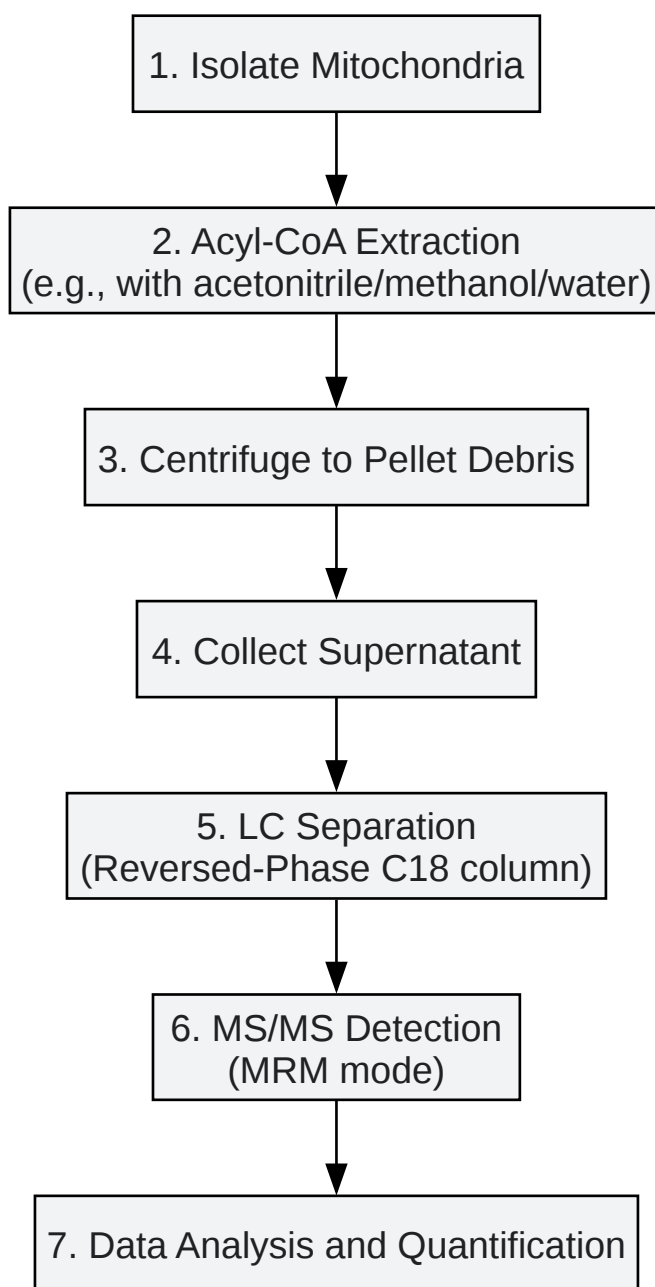 1. Isolate Mitochondria
2. Acyl-CoA Extraction
(e.g., with acetonitrile/methanol/water)
3. Centrifuge to Pellet Debris
4. Collect Supernatant
5. LC Separation
(Reversed-Phase C18 column)
6. MS/MS Detection
(MRM mode)
7. Data Analysis and Quantification